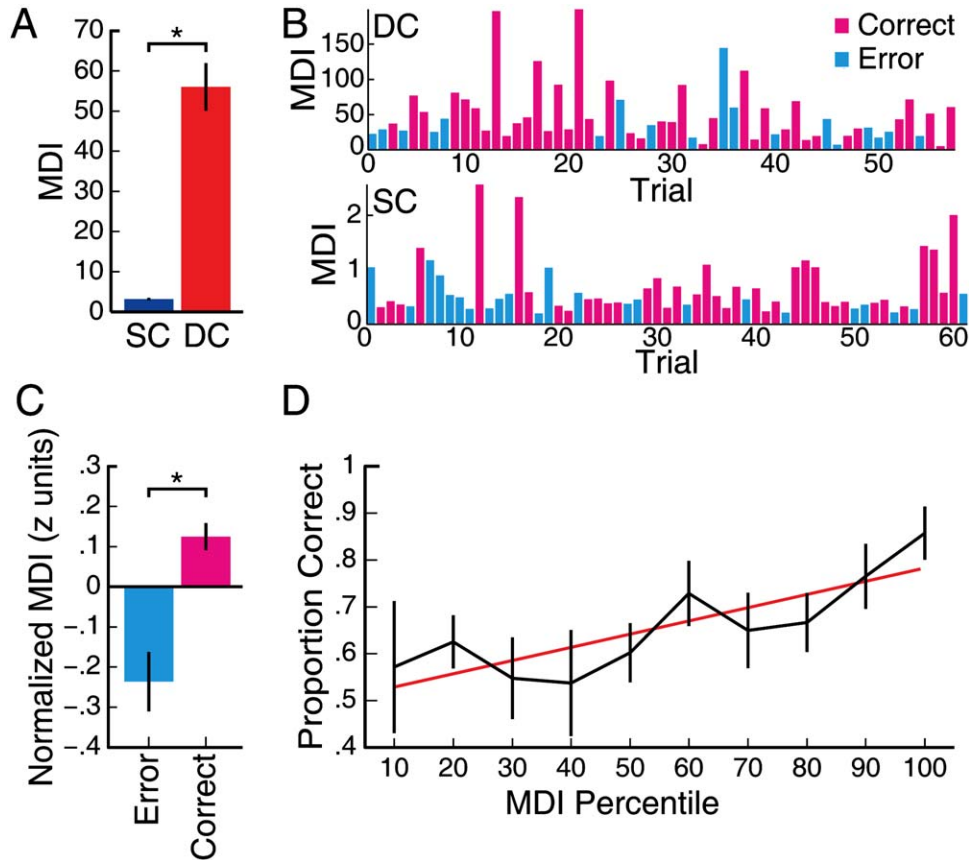 A
MDI
70
60
50
40
30
20
10
0
*
SC DC
B
DC
Correct
Error
MDI
150
100
50
0
0 10 20 30 40 50
Trial
SC
MDI
2
1
0
0 10 20 30 40 50 60
Trial
C
Normalized MDI (z units)
.3
.2
.1
0
-.1
-.2
-.3
-.4
*
Error
Correct
D
Proportion Correct
1
.9
.8
.7
.6
.5
.4
10 20 30 40 50 60 70 80 90 100
MDI Percentile